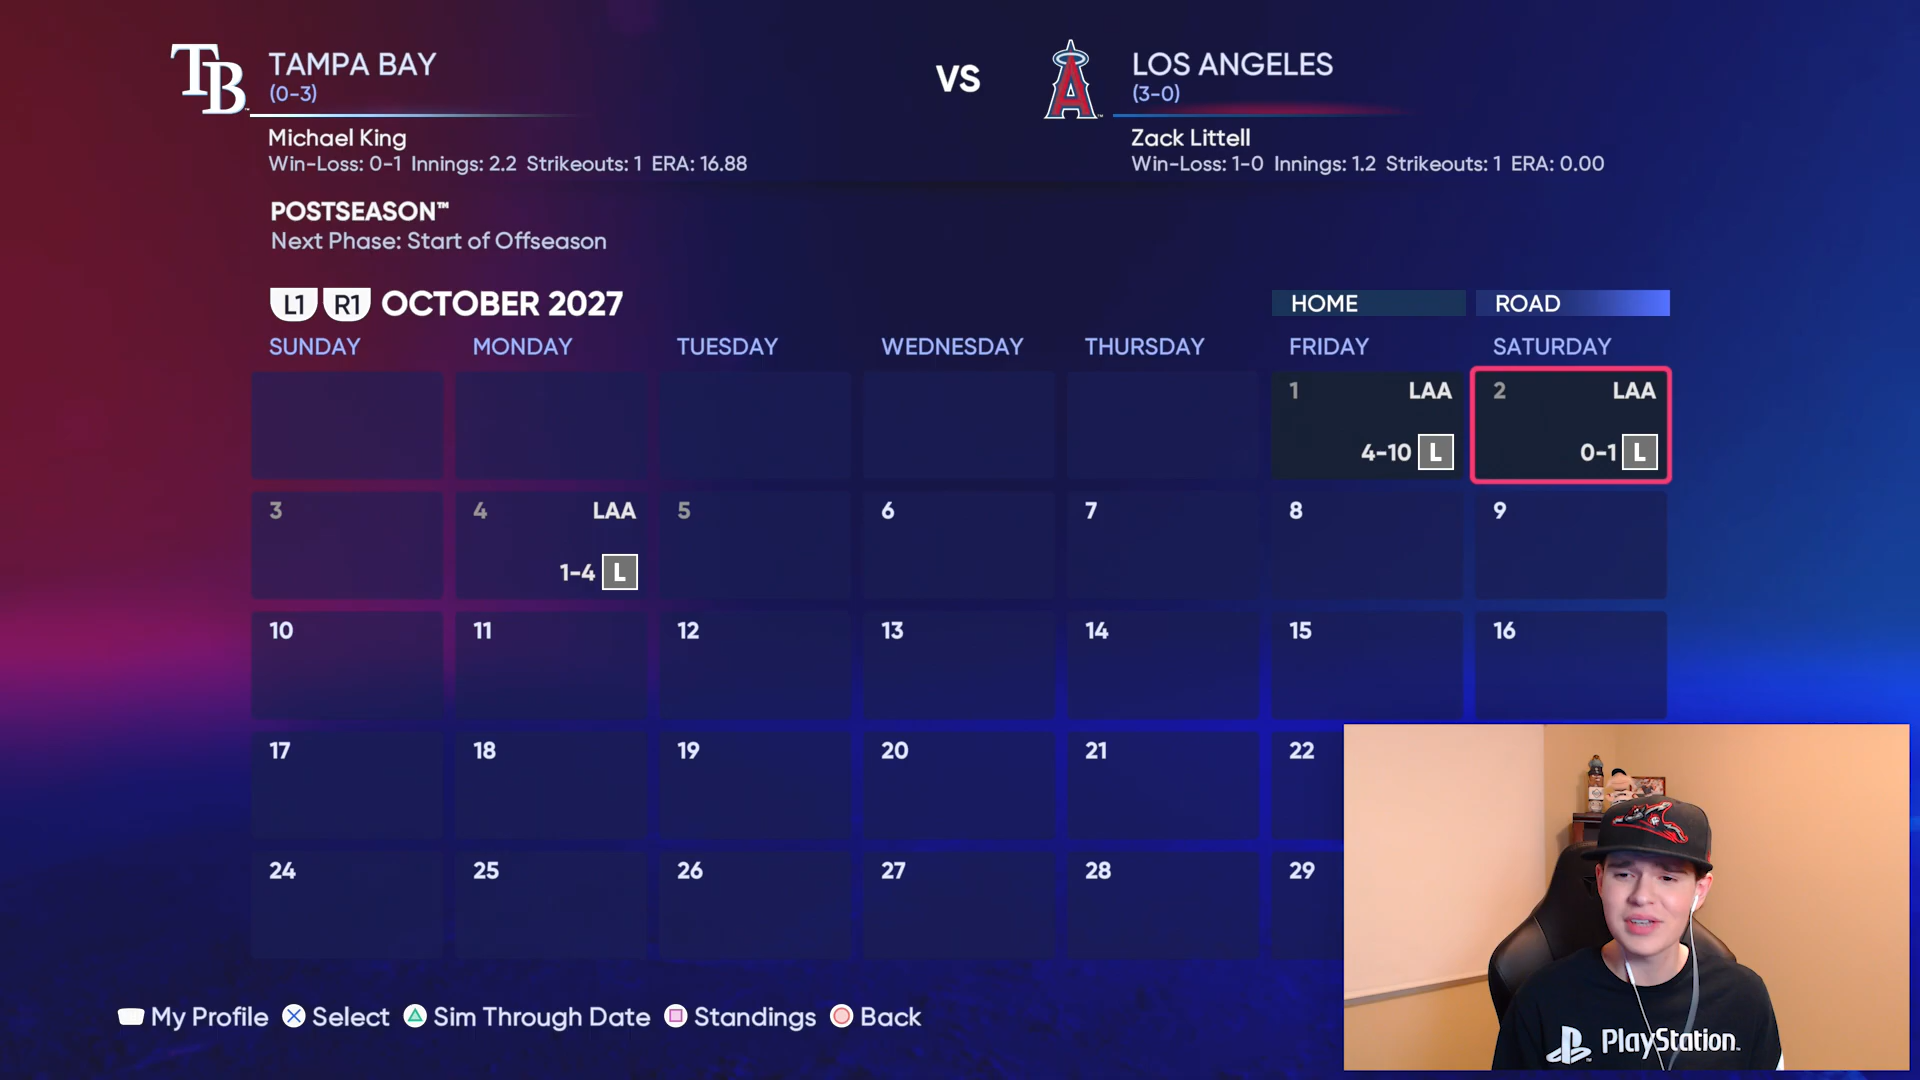 TB TAMPA BAY
(0-3)
VS
A LOS ANGELES
(3-0)
Michael King
Win-Loss: 0-1 Innings: 2.2 Strikeouts: 1 ERA: 16.88
Zack Littell
Win-Loss: 1-0 Innings: 1.2 Strikeouts: 1 ERA: 0.00
POSTSEASON™
Next Phase: Start of Offseason
L1 R1 OCTOBER 2027
HOME ROAD
SUNDAY MONDAY TUESDAY WEDNESDAY THURSDAY FRIDAY SATURDAY
1 LAA 2 LAA
4-10 L 0-1 L
3 4 LAA 5 6 7 8 9
1-4 L
10 11 12 13 14 15 16
17 18 19 20 21 22
24 25 26 27 28 29
My Profile Select Sim Through Date Standings Back
PlayStation